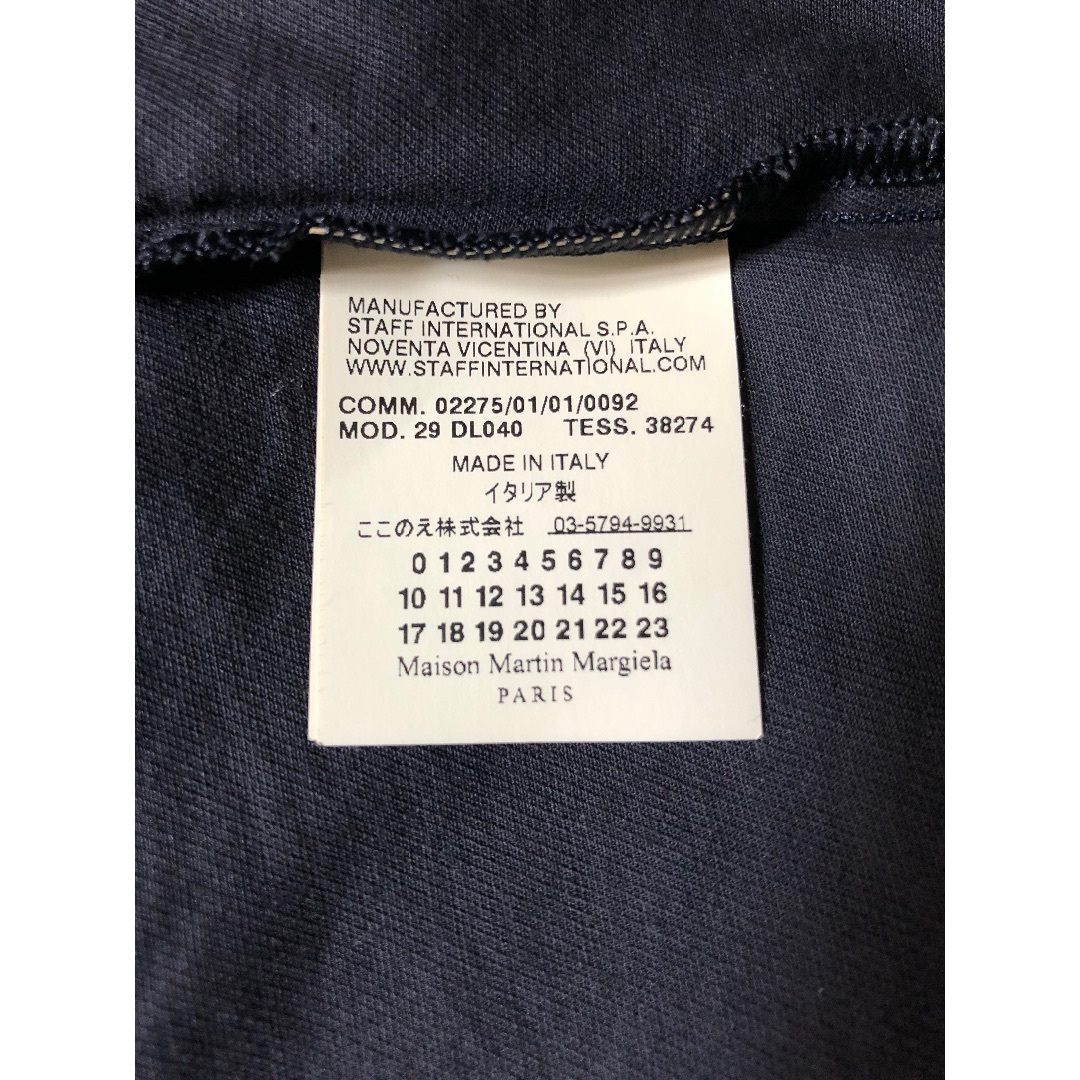 MANUFACTURED BY
STAFF INTERNATIONAL S.P.A.
NOVENTA VICENTINA (VI) ITALY
WWW.STAFFINTERNATIONAL.COM
COMM. 02275/01/01/0092
MOD. 29 DL040 TESS. 38274
MADE IN ITALY
イタリア製
ここのえ株式会社 03-5794-9931
0 1 2 3 4 5 6 7 8 9
10 11 12 13 14 15 16
17 18 19 20 21 22 23
Maison Martin Margiela
PARIS